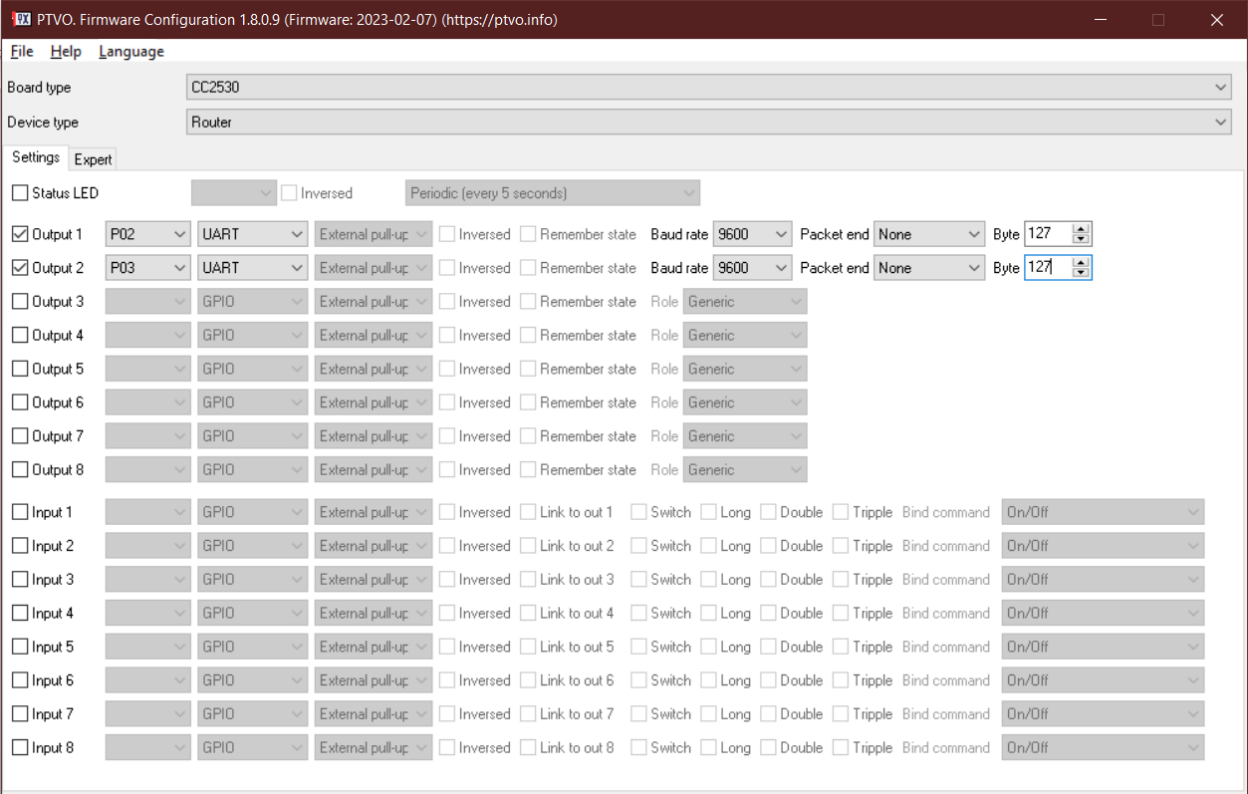 PTVO. Firmware Configuration 1.8.0.9 (Firmware: 2023-02-07) (https://ptvo.info)
File Help Language
Board type CC2530
Device type Router
Settings Expert
Status LED Inversed Periodic (every 5 seconds)
Output 1 P02 UART External pull-up Inversed Remember state Baud rate 9600 Packet end None Byte 127
Output 2 P03 UART External pull-up Inversed Remember state Baud rate 9600 Packet end None Byte 127
Output 3 GPIO External pull-up Inversed Remember state Role Generic
Output 4 GPIO External pull-up Inversed Remember state Role Generic
Output 5 GPIO External pull-up Inversed Remember state Role Generic
Output 6 GPIO External pull-up Inversed Remember state Role Generic
Output 7 GPIO External pull-up Inversed Remember state Role Generic
Output 8 GPIO External pull-up Inversed Remember state Role Generic
Input 1 GPIO External pull-up Inversed Link to out 1 Switch Long Double Tripple Bind command On/Off
Input 2 GPIO External pull-up Inversed Link to out 2 Switch Long Double Tripple Bind command On/Off
Input 3 GPIO External pull-up Inversed Link to out 3 Switch Long Double Tripple Bind command On/Off
Input 4 GPIO External pull-up Inversed Link to out 4 Switch Long Double Tripple Bind command On/Off
Input 5 GPIO External pull-up Inversed Link to out 5 Switch Long Double Tripple Bind command On/Off
Input 6 GPIO External pull-up Inversed Link to out 6 Switch Long Double Tripple Bind command On/Off
Input 7 GPIO External pull-up Inversed Link to out 7 Switch Long Double Tripple Bind command On/Off
Input 8 GPIO External pull-up Inversed Link to out 8 Switch Long Double Tripple Bind command On/Off